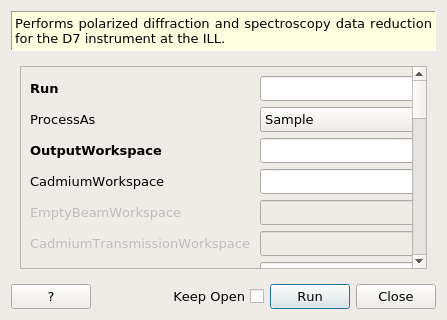 Performs polarized diffraction and spectroscopy data reduction
for the D7 instrument at the ILL.
Run
ProcessAs Sample
OutputWorkspace
CadmiumWorkspace
EmptyBeamWorkspace
CadmiumTransmissionWorkspace
? Keep Open Run Close